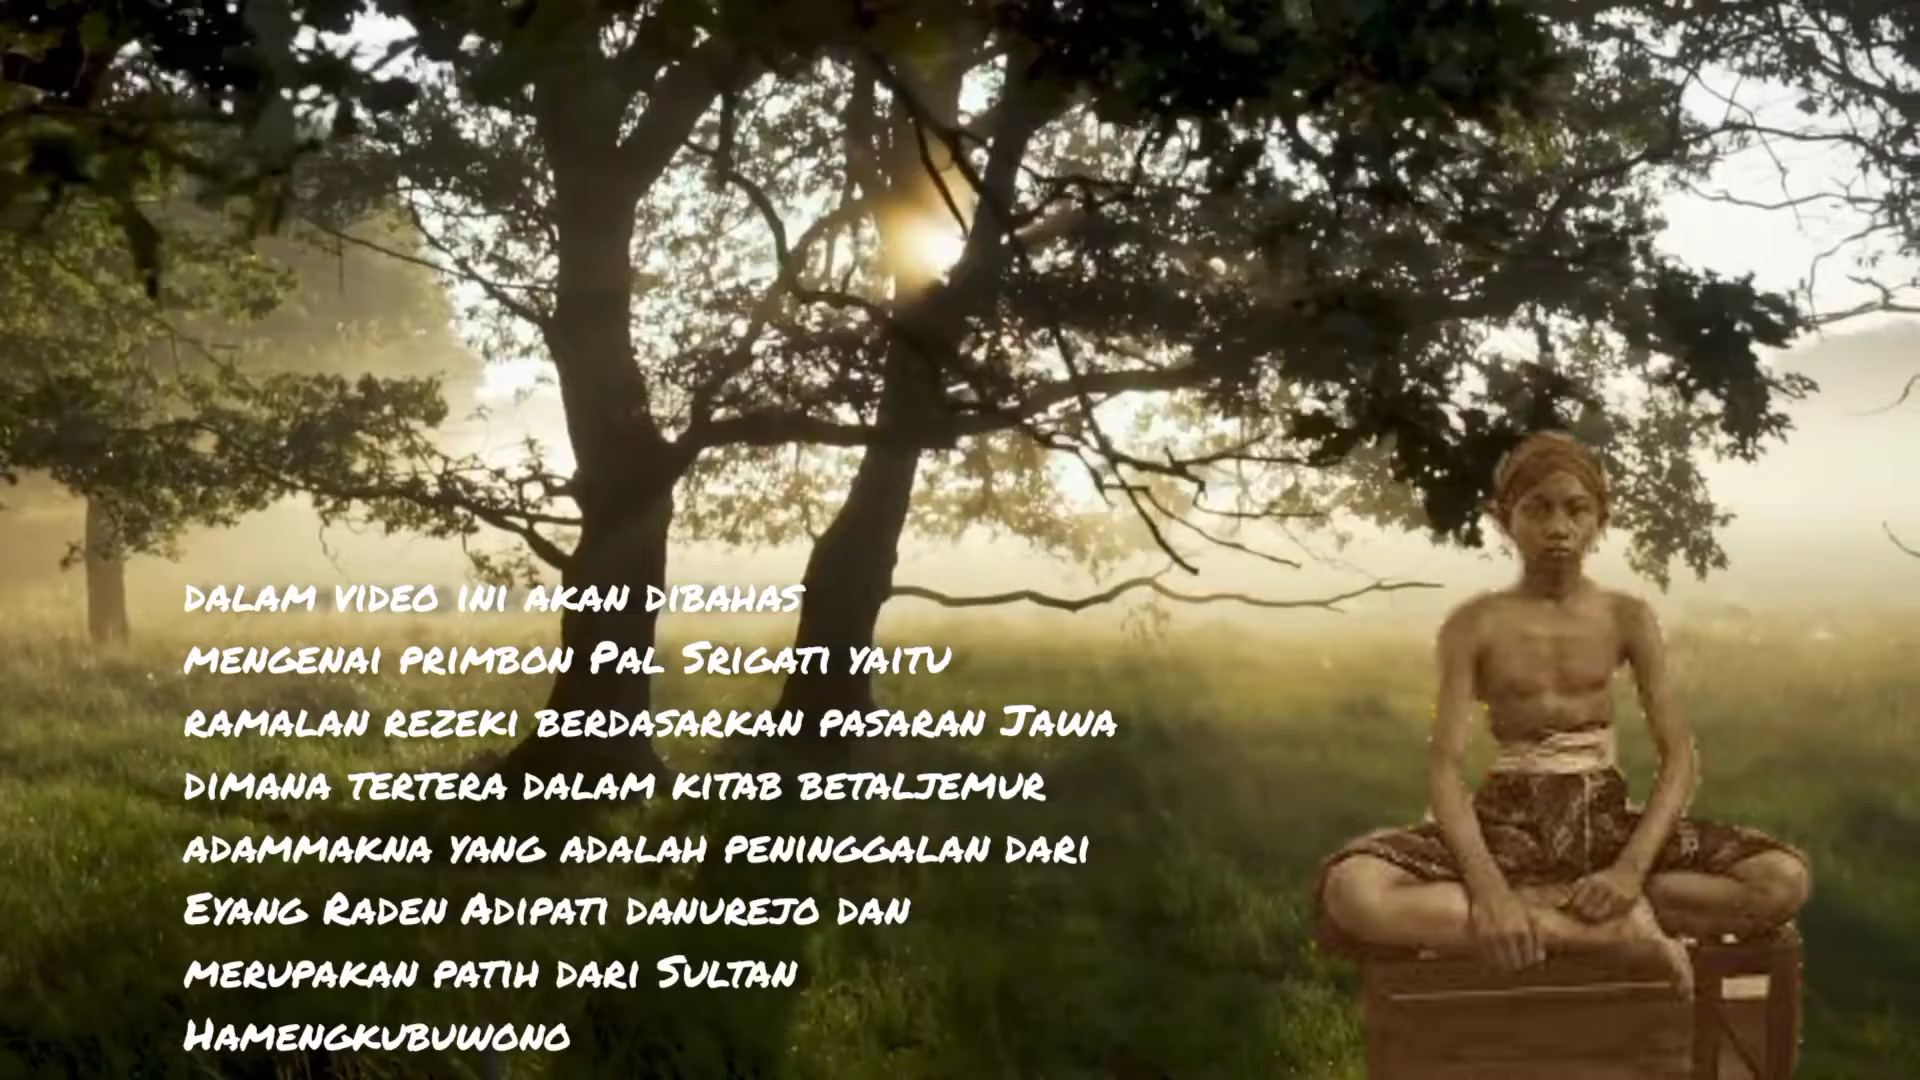 DALAM VIDEO INI AKAN DIBAHAS
MENGENAI PRIMBON PAL SRIGATI YAITU
RAMALAN REZEKI BERDASARKAN PASARAN JAWA
DIMANA TERTERA DALAM KITAB BETALJEMUR
ADAMMAKNA YANG ADALAH PENINGGALAN DARI
EYANG RADEN ADIPATI DANUREJO DAN
MERUPAKAN PATIH DARI SULTAN
HAMENGKUBUWONO